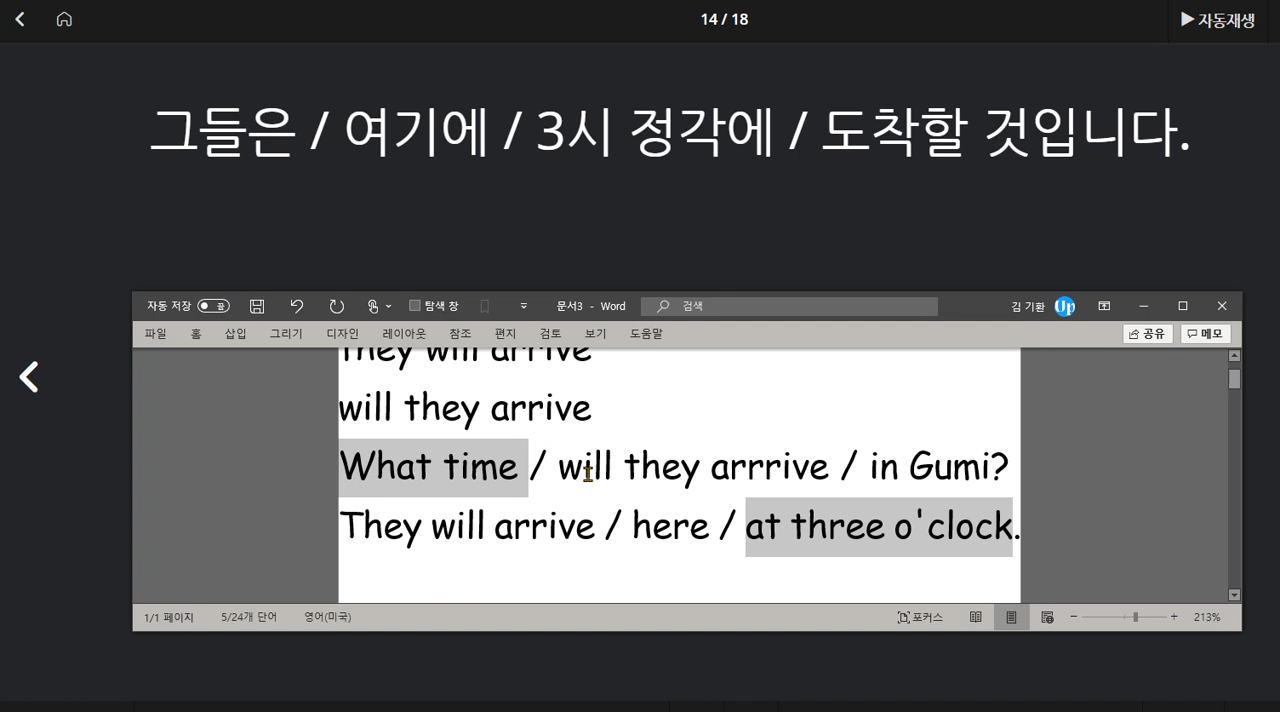 14 / 18
▶ 자동재생
그들은 / 여기에 / 3시 정각에 / 도착할 것입니다.
자동 저장 끔 탐색 창 문서3 - Word 검색 김 기환 Up
파일 홈 삽입 그리기 디자인 레이아웃 참조 편지 검토 보기 도움말 공유 메모
They will arrive
will they arrive
What time / will they arrrive / in Gumi?
They will arrive / here / at three o'clock.
1/1 페이지 5/24개 단어 영어(미국) 포커스 213%